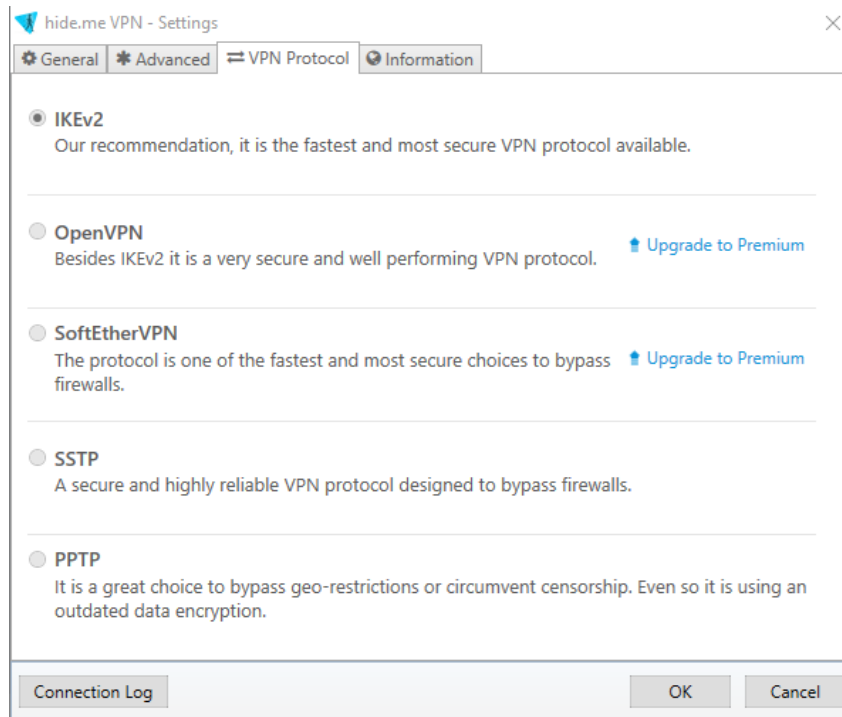 hide.me VPN - Settings
General Advanced VPN Protocol Information
IKEv2
Our recommendation, it is the fastest and most secure VPN protocol available.
OpenVPN
Besides IKEv2 it is a very secure and well performing VPN protocol.
Upgrade to Premium
SoftEtherVPN
The protocol is one of the fastest and most secure choices to bypass
firewalls.
Upgrade to Premium
SSTP
A secure and highly reliable VPN protocol designed to bypass firewalls.
PPTP
It is a great choice to bypass geo-restrictions or circumvent censorship. Even so it is using an
outdated data encryption.
Connection Log OK Cancel